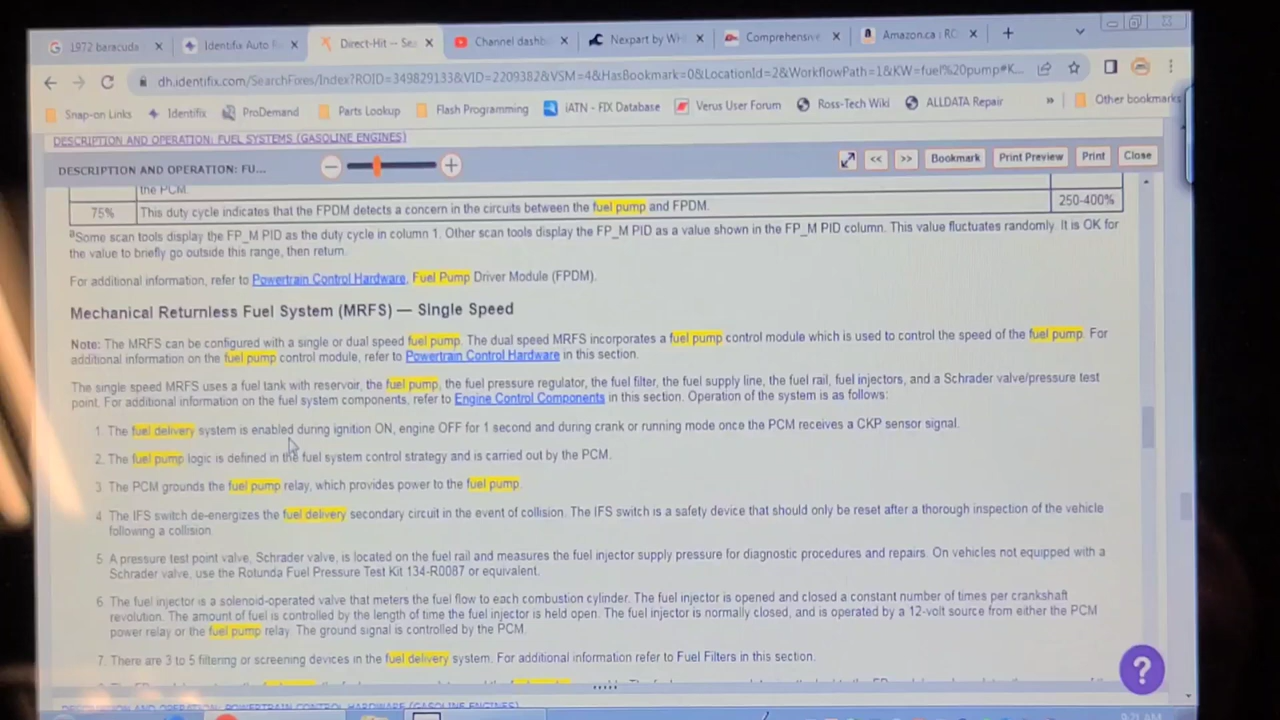 1972 baracuda
Identifix Auto R
Direct-Hit -- Sea
Channel dashb
Nexpart by WH
Comprehensive
Amazon.ca : RO
dh.identifix.com/SearchFores/Index?ROID=349829133&VID=2209382&VSM=4&HasBookmark=0&LocationId=2&WorkflowPath=1&KW=fuel%20pump#K...
Snap-on Links
Identifix
ProDemand
Parts Lookup
Flash Programming
iATN - FIX Database
Verus User Forum
Ross-Tech Wiki
ALLDATA Repair
»
Other bookmarks
DESCRIPTION AND OPERATION: FUEL SYSTEMS (GASOLINE ENGINES)
DESCRIPTION AND OPERATION: FU...
<<
>>
Bookmark
Print Preview
Print
Close
the PCM.
75% This duty cycle indicates that the FPDM detects a concern in the circuits between the fuel pump and FPDM. 250-400%
aSome scan tools display the FP_M PID as the duty cycle in column 1. Other scan tools display the FP_M PID as a value shown in the FP_M PID column. This value fluctuates randomly. It is OK for
the value to briefly go outside this range, then return.
For additional information, refer to Powertrain Control Hardware, Fuel Pump Driver Module (FPDM).
Mechanical Returnless Fuel System (MRFS) — Single Speed
Note: The MRFS can be configured with a single or dual speed fuel pump. The dual speed MRFS incorporates a fuel pump control module which is used to control the speed of the fuel pump. For
additional information on the fuel pump control module, refer to Powertrain Control Hardware in this section.
The single speed MRFS uses a fuel tank with reservoir, the fuel pump, the fuel pressure regulator, the fuel filter, the fuel supply line, the fuel rail, fuel injectors, and a Schrader valve/pressure test
point. For additional information on the fuel system components, refer to Engine Control Components in this section. Operation of the system is as follows:
1. The fuel delivery system is enabled during ignition ON, engine OFF for 1 second and during crank or running mode once the PCM receives a CKP sensor signal.
2. The fuel pump logic is defined in the fuel system control strategy and is carried out by the PCM.
3. The PCM grounds the fuel pump relay, which provides power to the fuel pump.
4. The IFS switch de-energizes the fuel delivery secondary circuit in the event of collision. The IFS switch is a safety device that should only be reset after a thorough inspection of the vehicle
following a collision.
5. A pressure test point valve, Schrader valve, is located on the fuel rail and measures the fuel injector supply pressure for diagnostic procedures and repairs. On vehicles not equipped with a
Schrader valve, use the Rotunda Fuel Pressure Test Kit 134-R0087 or equivalent.
6. The fuel injector is a solenoid-operated valve that meters the fuel flow to each combustion cylinder. The fuel injector is opened and closed a constant number of times per crankshaft
revolution. The amount of fuel is controlled by the length of time the fuel injector is held open. The fuel injector is normally closed, and is operated by a 12-volt source from either the PCM
power relay or the fuel pump relay. The ground signal is controlled by the PCM.
7. There are 3 to 5 filtering or screening devices in the fuel delivery system. For additional information refer to Fuel Filters in this section.
?
DESCRIPTION AND OPERATION: POWERTRAIN CONTROL HARDWARE (GASOLINE ENGINES)
9:21 AM